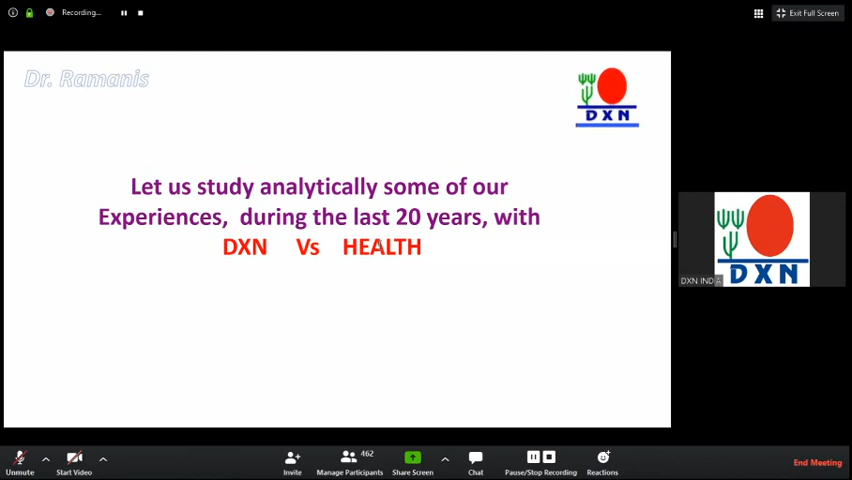 Recording...
Exit Full Screen
Dr. Ramanis
DXN
Let us study analytically some of our
Experiences, during the last 20 years, with
DXN Vs HEALTH
DXN
DXN INDIA
Unmute
Start Video
Invite
462
Manage Participants
Share Screen
Chat
Pause/Stop Recording
Reactions
End Meeting